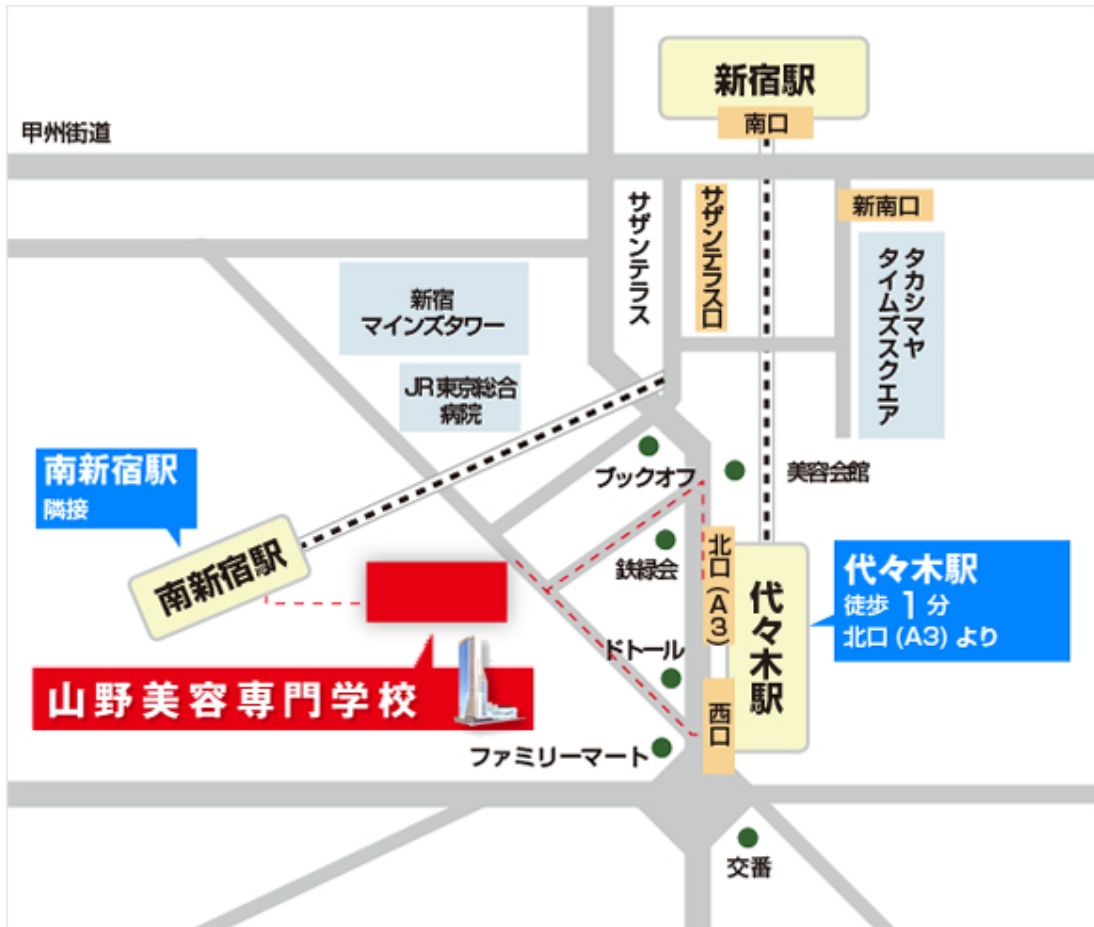 新宿駅
南口
甲州街道
サザンテラス
サザンテラス口
新南口
タカシマヤ
タイムズスクエア
新宿
マインズタワー
JR東京総合
病院
南新宿駅
隣接
ブックオフ
美容会館
南新宿駅
鉄緑会
北口(A3)
代々木駅
代々木駅
徒歩1分
北口(A3)より
ドトール
山野美容専門学校
西口
ファミリーマート
交番